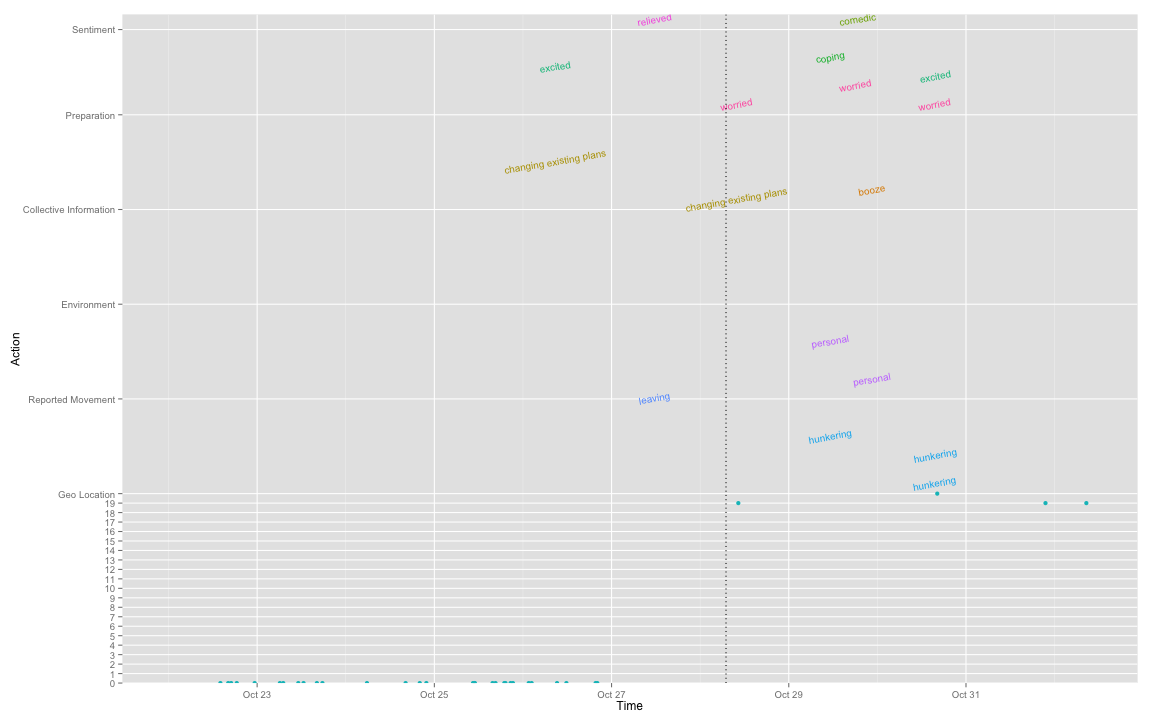 Sentiment
relieved
comedic
coping
excited
excited
worried
worried
worried
Preparation
changing existing plans
booze
changing existing plans
Collective Information
Environment
personal
personal
leaving
Reported Movement
hunkering
hunkering
hunkering
Geo Location
19
18
17
16
15
14
13
12
11
10
9
8
7
6
5
4
3
2
1
0
Action
Oct 23
Oct 25
Oct 27
Oct 29
Oct 31
Time